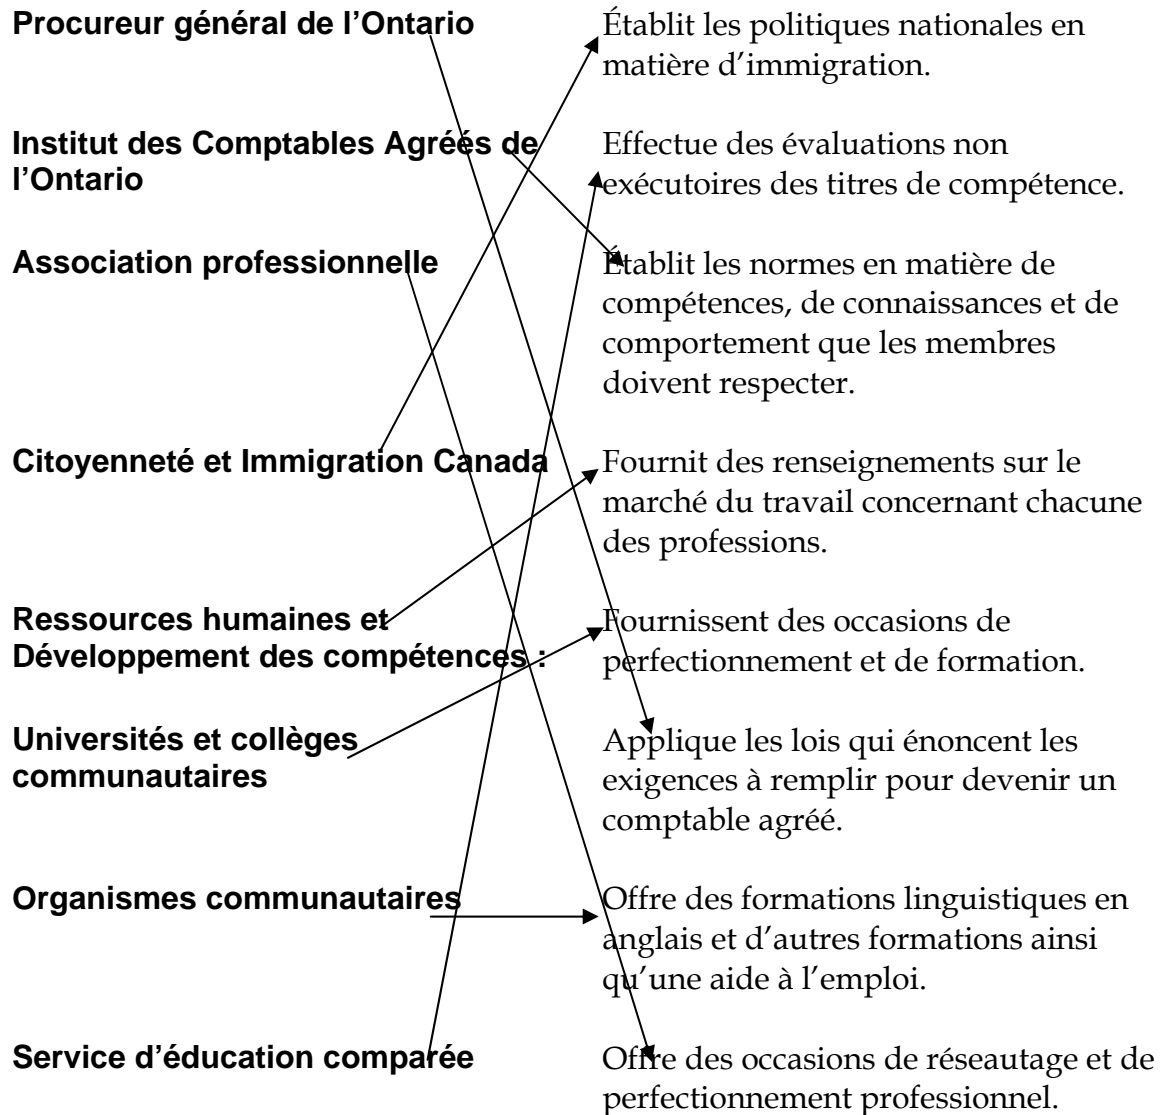 Procureur général de l’Ontario
Établit les politiques nationales en
matière d’immigration.
Institut des Comptables Agréés de
l’Ontario
Effectue des évaluations non
exécutoires des titres de compétence.
Association professionnelle
Établit les normes en matière de
compétences, de connaissances et de
comportement que les membres
doivent respecter.
Citoyenneté et Immigration Canada
Fournit des renseignements sur le
marché du travail concernant chacune
des professions.
Ressources humaines et
Développement des compétences :
Fournissent des occasions de
perfectionnement et de formation.
Universités et collèges
communautaires
Applique les lois qui énoncent les
exigences à remplir pour devenir un
comptable agréé.
Organismes communautaires
Offre des formations linguistiques en
anglais et d’autres formations ainsi
qu’une aide à l’emploi.
Service d’éducation comparée
Offre des occasions de réseautage et de
perfectionnement professionnel.